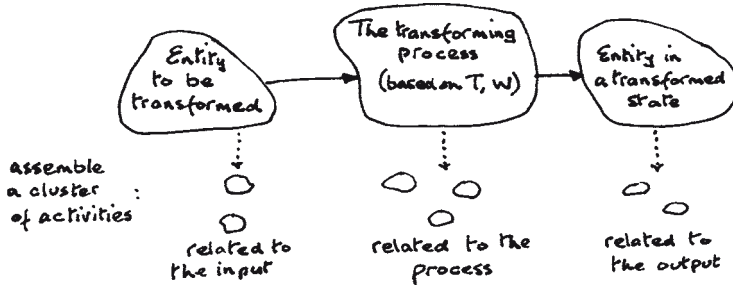 Entity
to be
transformed
The transforming
process
(based on T, W)
Entity in
a transformed
state
assemble
a cluster :
of activities
related to
the input
related to the
process
related to
the output